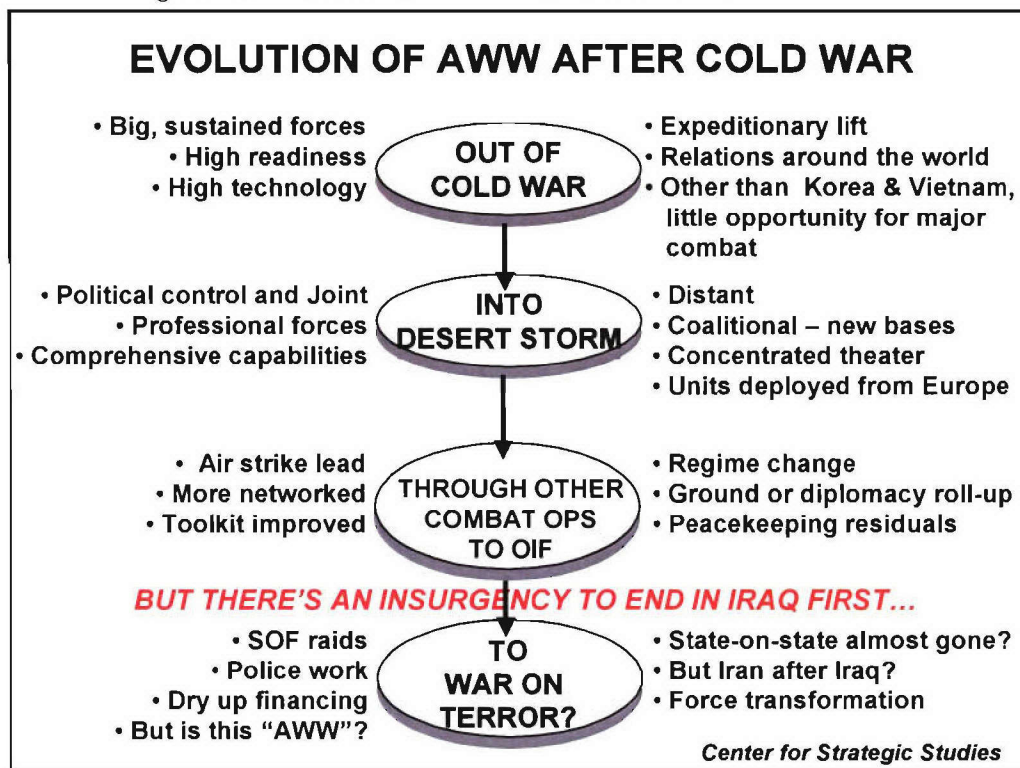 EVOLUTION OF AWW AFTER COLD WAR
• Big, sustained forces
• High readiness
• High technology
OUT OF
COLD WAR
• Expeditionary lift
• Relations around the world
• Other than Korea & Vietnam,
little opportunity for major
combat
• Political control and Joint
• Professional forces
• Comprehensive capabilities
INTO
DESERT STORM
• Distant
• Coalitional – new bases
• Concentrated theater
• Units deployed from Europe
• Air strike lead
• More networked
• Toolkit improved
THROUGH OTHER
COMBAT OPS
TO OIF
• Regime change
• Ground or diplomacy roll-up
• Peacekeeping residuals
BUT THERE'S AN INSURGENCY TO END IN IRAQ FIRST…
• SOF raids
• Police work
• Dry up financing
• But is this “AWW”?
TO
WAR ON
TERROR?
• State-on-state almost gone?
• But Iran after Iraq?
• Force transformation
Center for Strategic Studies